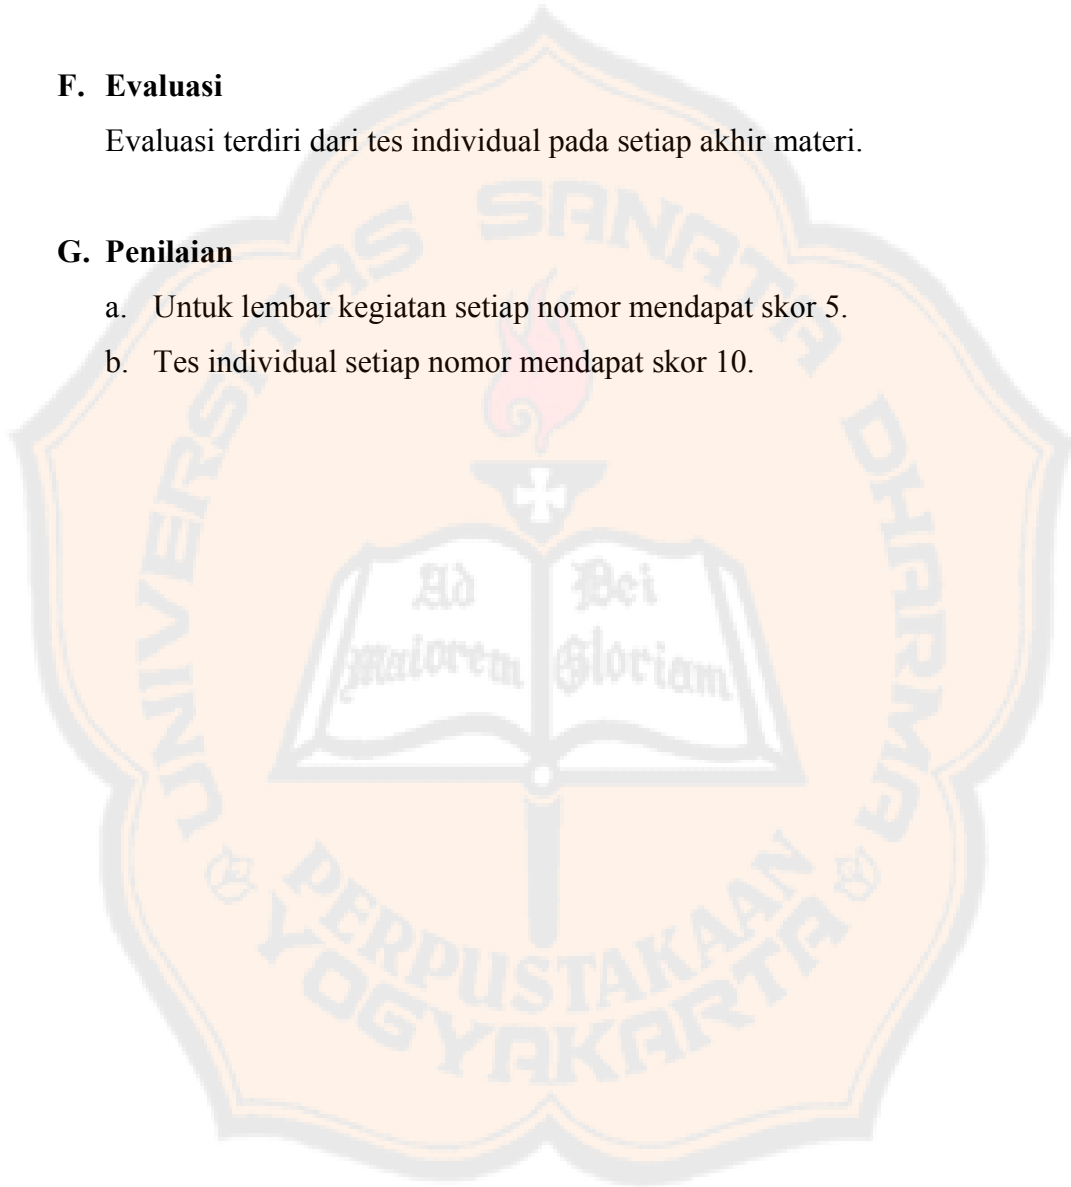 F. Evaluasi
Evaluasi terdiri dari tes individual pada setiap akhir materi.
G. Penilaian
a. Untuk lembar kegiatan setiap nomor mendapat skor 5.
b. Tes individual setiap nomor mendapat skor 10.
UNIVERSITAS SANATA DHARMA
Ad Dei
Maiorem Gloriam
PERPUSTAKAAN
YOGYAKARTA